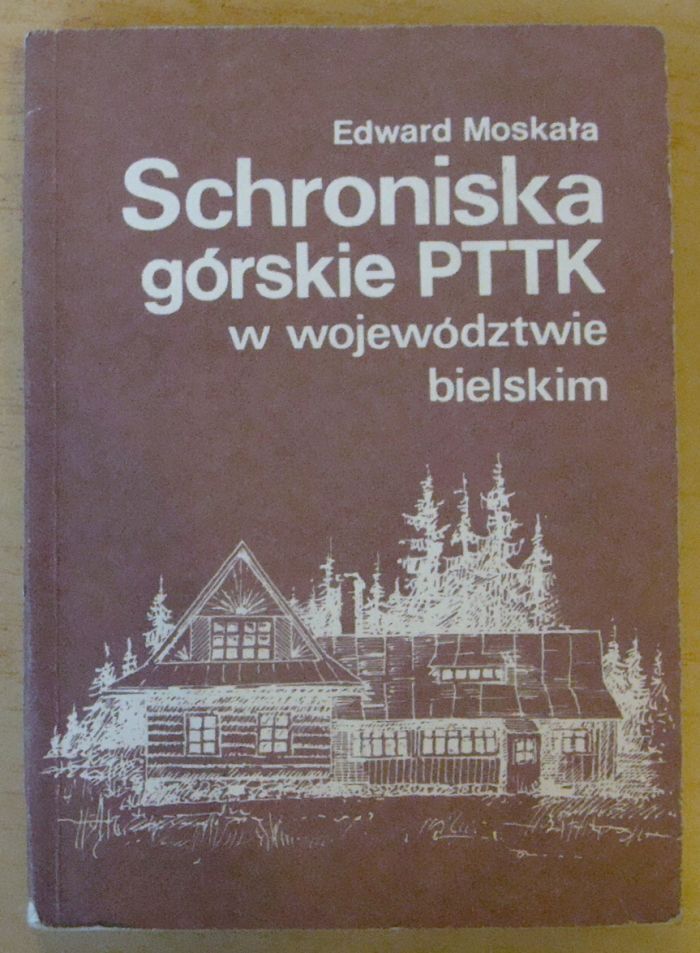 Edward Moskała
Schroniska
górskie PTTK
w województwie
bielskim